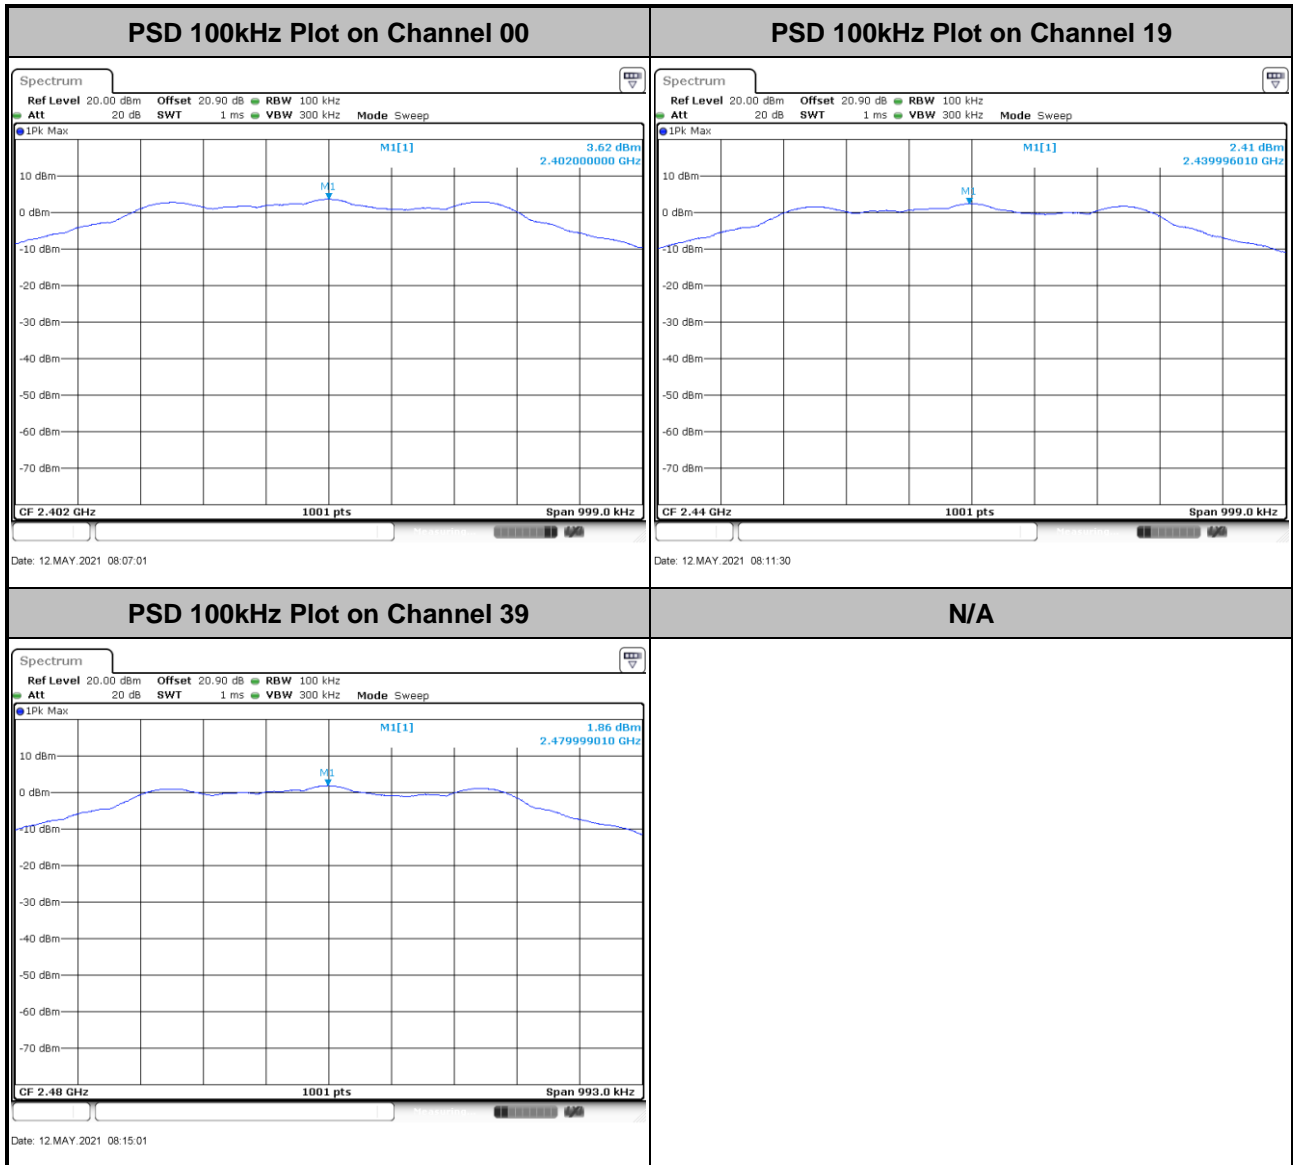 PSD 100kHz Plot on Channel 00
Spectrum
Ref Level 20.00 dBm Offset 20.90 dB RBW 100 kHz
Att 20 dB SWT 1 ms VBW 300 kHz Mode Sweep
1Pk Max
M1[1] 3.62 dBm
2.402000000 GHz
10 dBm
M1
0 dBm
-10 dBm
-20 dBm
-30 dBm
-40 dBm
-50 dBm
-60 dBm
-70 dBm
CF 2.402 GHz 1001 pts Span 999.0 kHz
Measuring...
Date: 12.MAY.2021 08:07:01
PSD 100kHz Plot on Channel 19
Spectrum
Ref Level 20.00 dBm Offset 20.90 dB RBW 100 kHz
Att 20 dB SWT 1 ms VBW 300 kHz Mode Sweep
1Pk Max
M1[1] 2.41 dBm
2.439996010 GHz
10 dBm
M1
0 dBm
-10 dBm
-20 dBm
-30 dBm
-40 dBm
-50 dBm
-60 dBm
-70 dBm
CF 2.44 GHz 1001 pts Span 999.0 kHz
Measuring...
Date: 12.MAY.2021 08:11:30
PSD 100kHz Plot on Channel 39
Spectrum
Ref Level 20.00 dBm Offset 20.90 dB RBW 100 kHz
Att 20 dB SWT 1 ms VBW 300 kHz Mode Sweep
1Pk Max
M1[1] 1.86 dBm
2.479999010 GHz
10 dBm
M1
0 dBm
-10 dBm
-20 dBm
-30 dBm
-40 dBm
-50 dBm
-60 dBm
-70 dBm
CF 2.48 GHz 1001 pts Span 993.0 kHz
Measuring...
Date: 12.MAY.2021 08:15:01
N/A